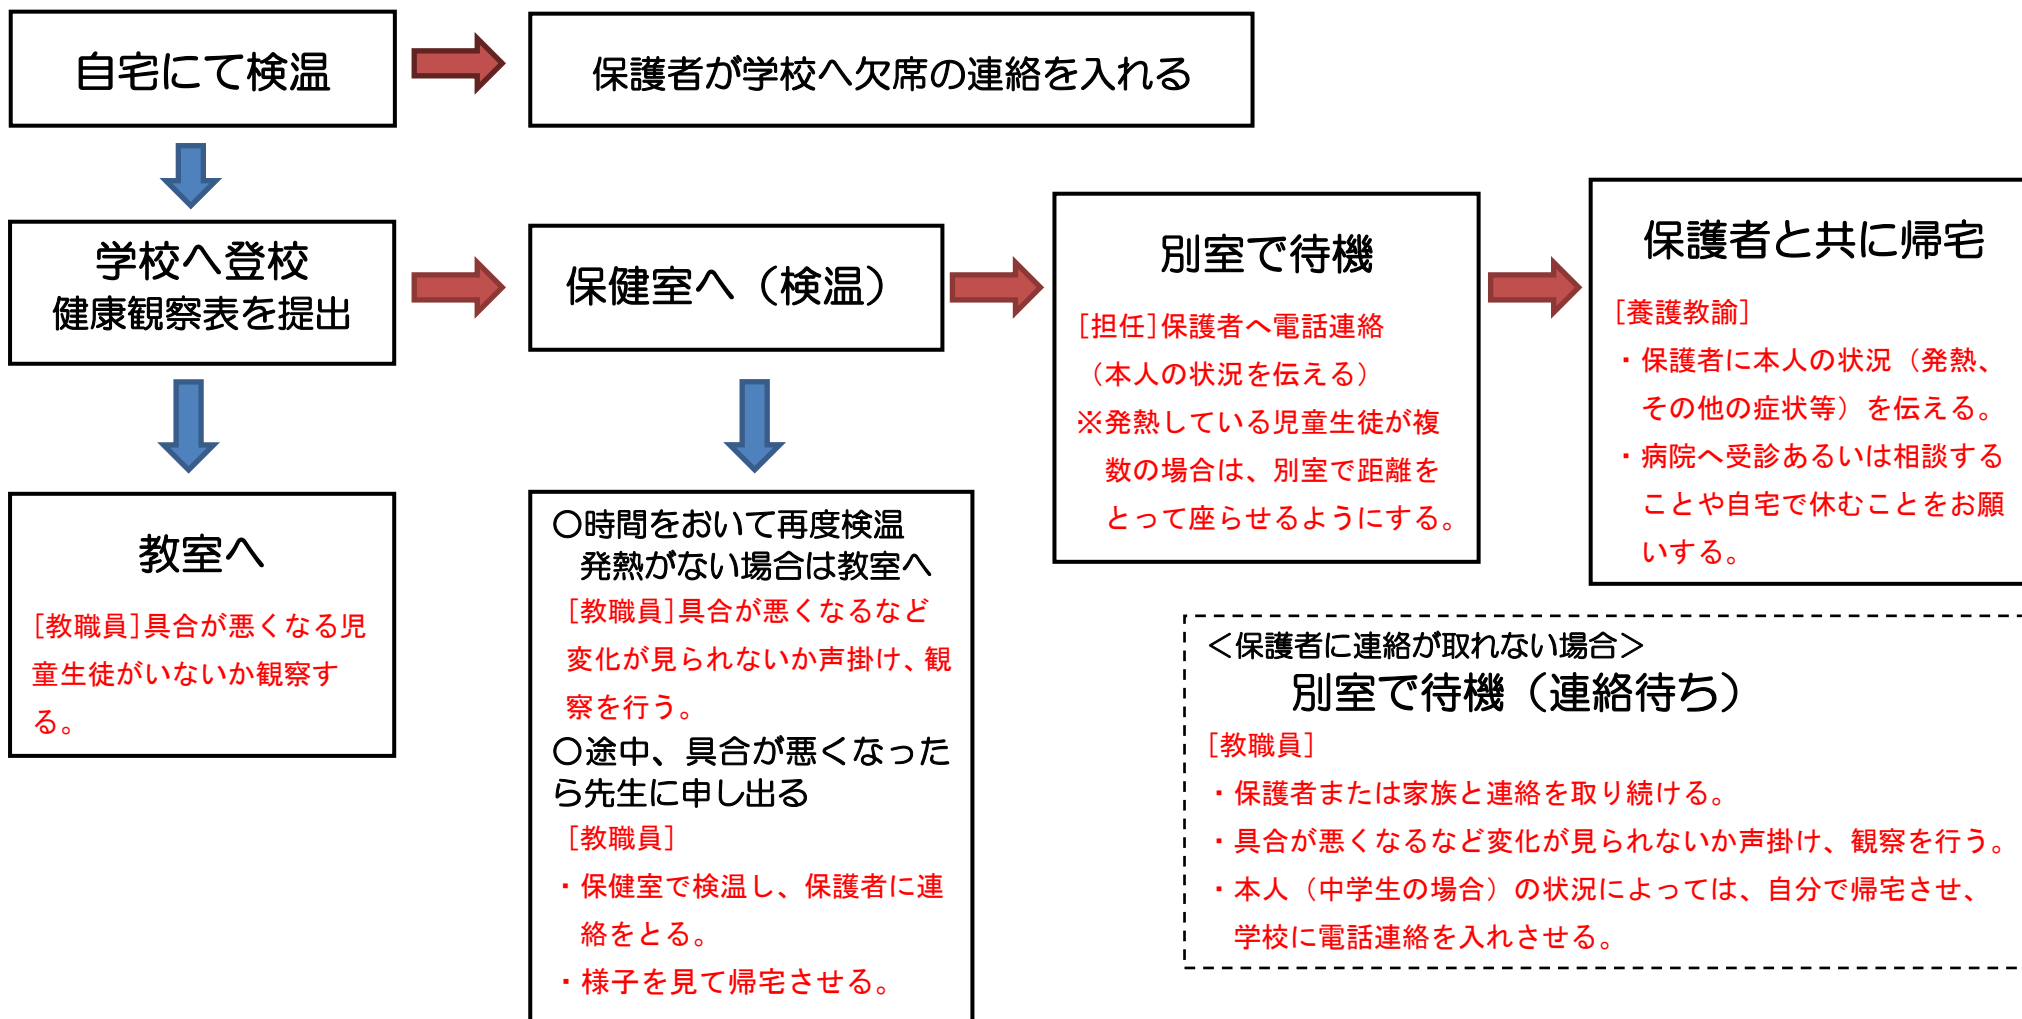 自宅にて検温
保護者が学校へ欠席の連絡を入れる
学校へ登校
健康観察表を提出
保健室へ（検温）
別室で待機
[担任]保護者へ電話連絡
（本人の状況を伝える）
※発熱している児童生徒が複
数の場合は、別室で距離を
とって座らせるようにする。
保護者と共に帰宅
[養護教諭]
・保護者に本人の状況（発熱、
その他の症状等）を伝える。
・病院へ受診あるいは相談する
ことや自宅で休むことをお願
いする。
教室へ
[教職員]具合が悪くなる児
童生徒がいないか観察す
る。
〇時間をおいて再度検温
発熱がない場合は教室へ
[教職員]具合が悪くなるなど
変化が見られないか声掛け、観
察を行う。
〇途中、具合が悪くなった
ら先生に申し出る
[教職員]
・保健室で検温し、保護者に連
絡をとる。
・様子を見て帰宅させる。
＜保護者に連絡が取れない場合＞
別室で待機（連絡待ち）
[教職員]
・保護者または家族と連絡を取り続ける。
・具合が悪くなるなど変化が見られないか声掛け、観察を行う。
・本人（中学生の場合）の状況によっては、自分で帰宅させ、
学校に電話連絡を入れさせる。